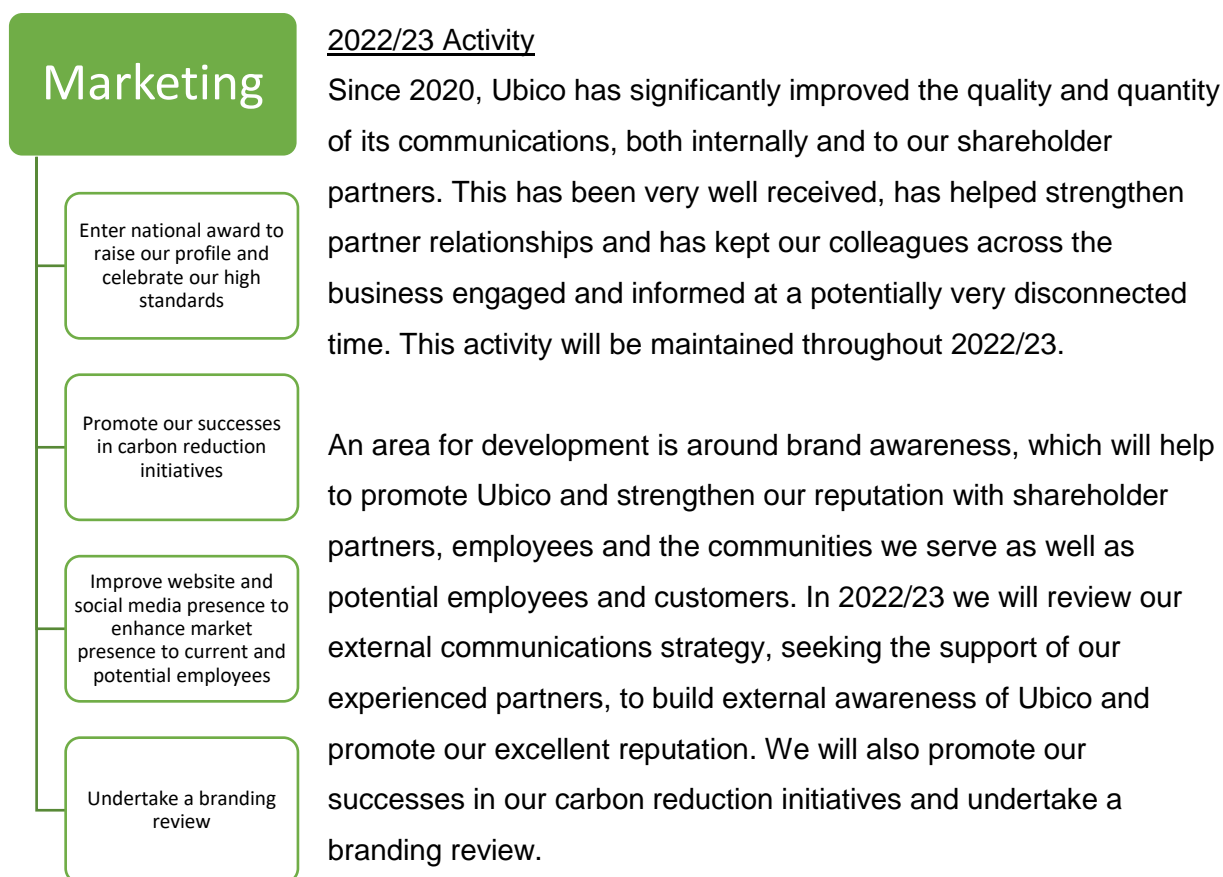 Marketing
Enter national award to
raise our profile and
celebrate our high
standards
Promote our successes
in carbon reduction
initiatives
Improve website and
social media presence to
enhance market
presence to current and
potential employees
Undertake a branding
review
2022/23 Activity
Since 2020, Ubico has significantly improved the quality and quantity
of its communications, both internally and to our shareholder
partners. This has been very well received, has helped strengthen
partner relationships and has kept our colleagues across the
business engaged and informed at a potentially very disconnected
time. This activity will be maintained throughout 2022/23.
An area for development is around brand awareness, which will help
to promote Ubico and strengthen our reputation with shareholder
partners, employees and the communities we serve as well as
potential employees and customers. In 2022/23 we will review our
external communications strategy, seeking the support of our
experienced partners, to build external awareness of Ubico and
promote our excellent reputation. We will also promote our
successes in our carbon reduction initiatives and undertake a
branding review.